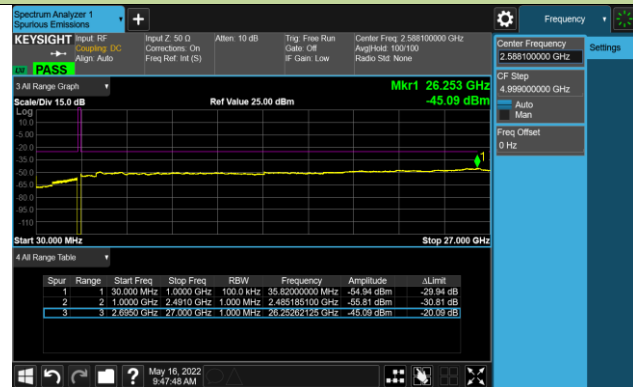 Spectrum Analyzer 1
Spurious Emissions
Frequency
KEYSIGHT
Input: RF
Coupling: DC
Align: Auto
Input Z: 50 Ω
Corrections: On
Freq Ref: Int (S)
Atten: 10 dB
Trig: Free Run
Gate: Off
IF Gain: Low
Center Freq: 2.588100000 GHz
Avg|Hold: 100/100
Radio Std: None
PASS
Center Frequency
2.588100000 GHz
Settings
CF Step
4.999000000 GHz
Auto
Man
Freq Offset
0 Hz
3 All Range Graph
Mkr1 26.253 GHz
Scale/Div 15.0 dB
Ref Value 25.00 dBm
-45.09 dBm
Log
10.0
-5.00
-20.0
-35.0
-50.0
-65.0
-80.0
-95.0
-110
1
Start 30.000 MHz
Stop 27.000 GHz
4 All Range Table
Spur Range Start Freq Stop Freq RBW Frequency Amplitude ΔLimit
1 1 30.000 MHz 1.0000 GHz 100.0 kHz 35.82000000 MHz -54.94 dBm -29.94 dB
2 2 1.0000 GHz 2.4910 GHz 1.000 MHz 2.485185100 GHz -55.81 dBm -30.81 dB
3 3 2.6950 GHz 27.000 GHz 1.000 MHz 26.25262125 GHz -45.09 dBm -20.09 dB
?
May 16, 2022
9:47:48 AM